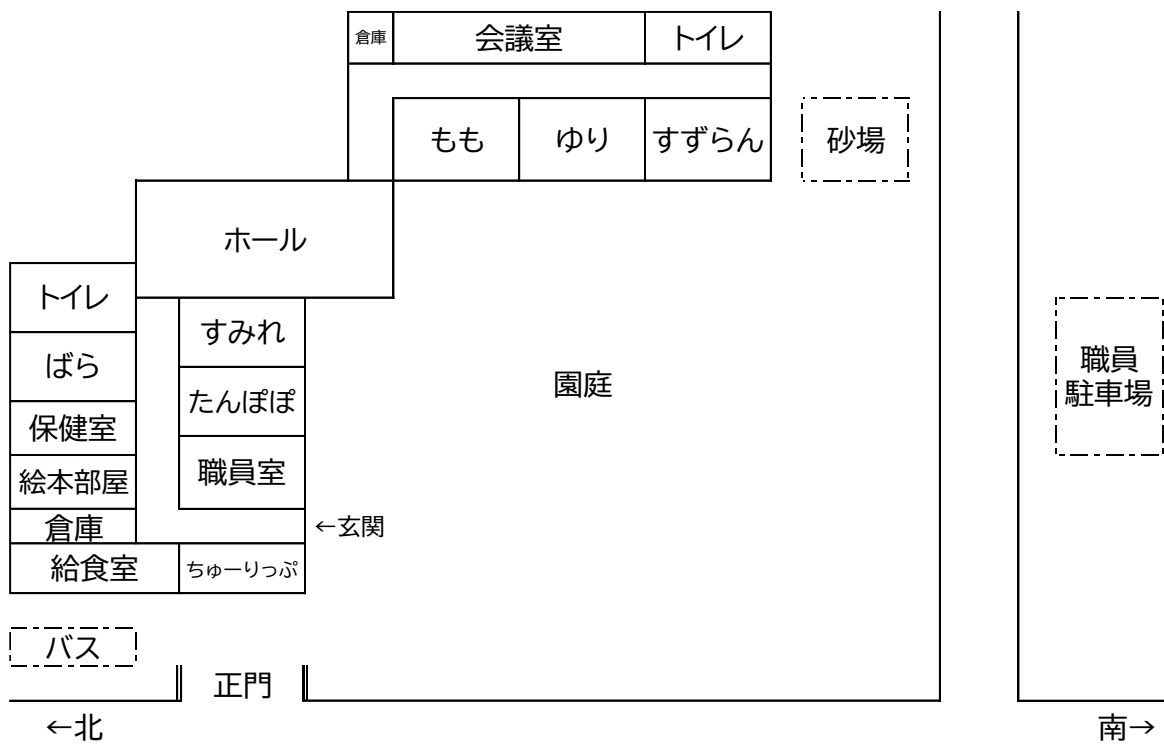 倉庫
会議室
トイレ
もも
ゆり
すずらん
砂場
ホール
トイレ
ばら
保健室
絵本部屋
倉庫
給食室
すみれ
たんぽぽ
職員室
←玄関
ちゅーりっぷ
園庭
職員
駐車場
バス
正門
←北
南→